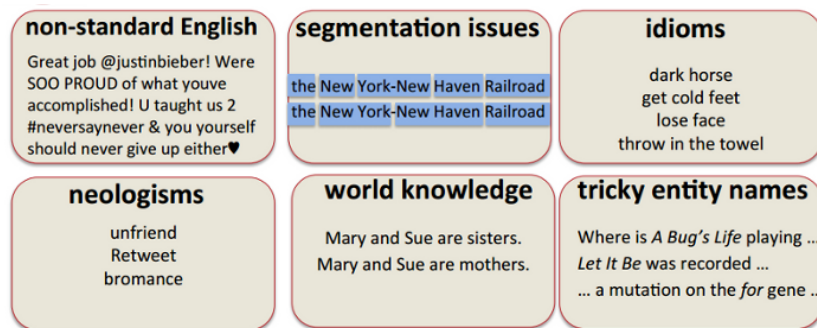 non-standard English
Great job @justinbieber! Were
SOO PROUD of what youve
accomplished! U taught us 2
#neversaynever & you yourself
should never give up either♥
segmentation issues
the New York-New Haven Railroad
the New York-New Haven Railroad
idioms
dark horse
get cold feet
lose face
throw in the towel
neologisms
unfriend
Retweet
bromance
world knowledge
Mary and Sue are sisters.
Mary and Sue are mothers.
tricky entity names
Where is A Bug's Life playing …
Let It Be was recorded …
… a mutation on the for gene …